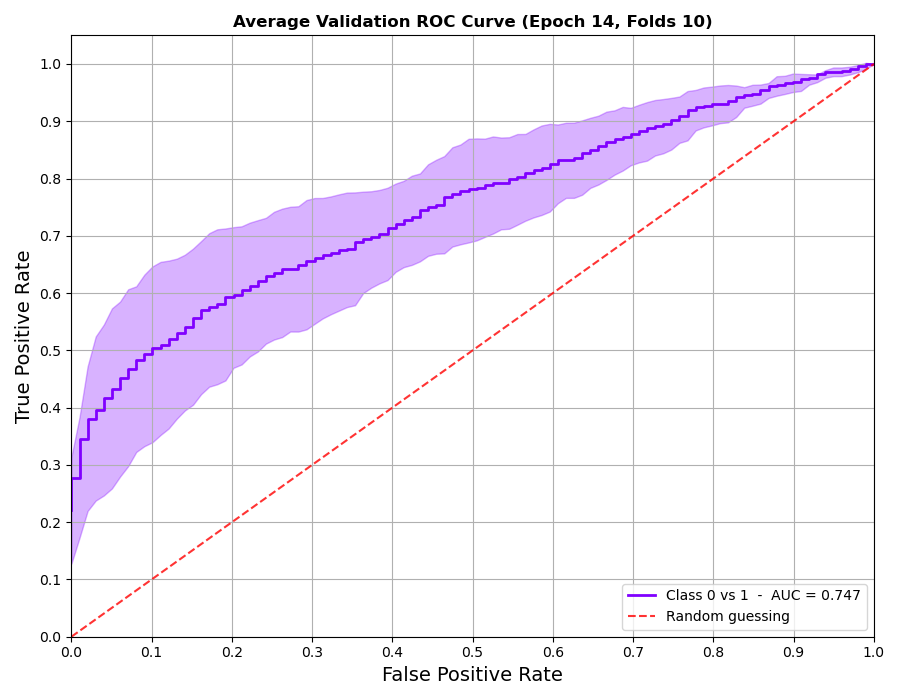 Average Validation ROC Curve (Epoch 14, Folds 10)
True Positive Rate
1.0
0.9
0.8
0.7
0.6
0.5
0.4
0.3
0.2
0.1
0.0
Class 0 vs 1 - AUC = 0.747
Random guessing
0.0 0.1 0.2 0.3 0.4 0.5 0.6 0.7 0.8 0.9 1.0
False Positive Rate